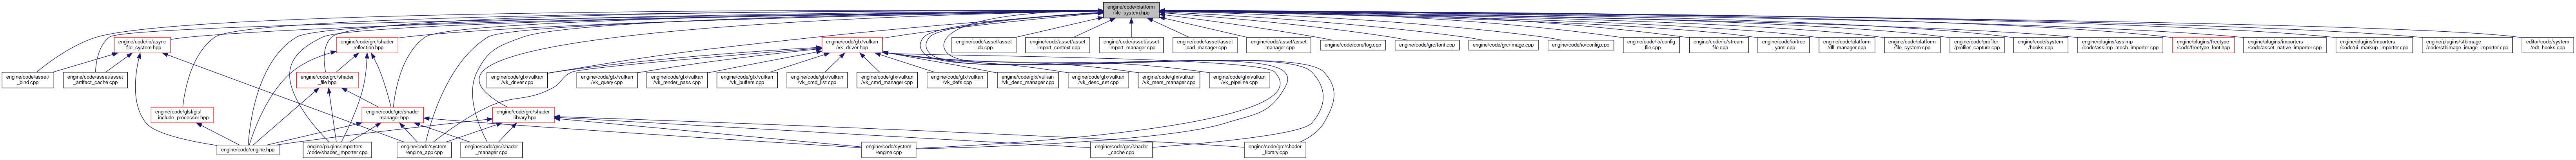 engine/code/platform
/file_system.hpp
engine/code/io/async
_file_system.hpp
engine/code/grc/shader
_reflection.hpp
engine/code/gfx/vulkan
/vk_driver.hpp
engine/code/asset/asset
_db.cpp
engine/code/asset/asset
_import_context.cpp
engine/code/asset/asset
_import_manager.cpp
engine/code/asset/asset
_load_manager.cpp
engine/code/asset/asset
_manager.cpp
engine/code/core/log.cpp
engine/code/grc/font.cpp
engine/code/grc/image.cpp
engine/code/io/config.cpp
engine/code/io/config
_file.cpp
engine/code/io/stream
_file.cpp
engine/code/io/tree
_yaml.cpp
engine/code/platform
/dll_manager.cpp
engine/code/platform
/file_system.cpp
engine/code/profiler
/profiler_capture.cpp
engine/code/system
/hooks.cpp
engine/plugins/assimp
/code/assimp_mesh_importer.cpp
engine/plugins/freetype
/code/freetype_font.hpp
engine/plugins/importers
/code/asset_native_importer.cpp
engine/plugins/importers
/code/ui_markup_importer.cpp
engine/plugins/stbimage
/code/stbimage_image_importer.cpp
editor/code/system
/edt_hooks.cpp
engine/code/asset/
_bind.cpp
engine/code/asset/asset
_artifact_cache.cpp
engine/code/grc/shader
_file.hpp
engine/code/gfx/vulkan
/vk_driver.cpp
engine/code/gfx/vulkan
/vk_query.cpp
engine/code/gfx/vulkan
/vk_render_pass.cpp
engine/code/gfx/vulkan
/vk_buffers.cpp
engine/code/gfx/vulkan
/vk_cmd_list.cpp
engine/code/gfx/vulkan
/vk_cmd_manager.cpp
engine/code/gfx/vulkan
/vk_defs.cpp
engine/code/gfx/vulkan
/vk_desc_manager.cpp
engine/code/gfx/vulkan
/vk_desc_set.cpp
engine/code/gfx/vulkan
/vk_mem_manager.cpp
engine/code/gfx/vulkan
/vk_pipeline.cpp
engine/code/glsl/glsl
_include_processor.hpp
engine/code/grc/shader
_manager.hpp
engine/code/grc/shader
_library.hpp
engine/code/engine.hpp
engine/plugins/importers
/code/shader_importer.cpp
engine/code/system
/engine_app.cpp
engine/code/grc/shader
_manager.cpp
engine/code/system
/engine.cpp
engine/code/grc/shader
_cache.cpp
engine/code/grc/shader
_library.cpp